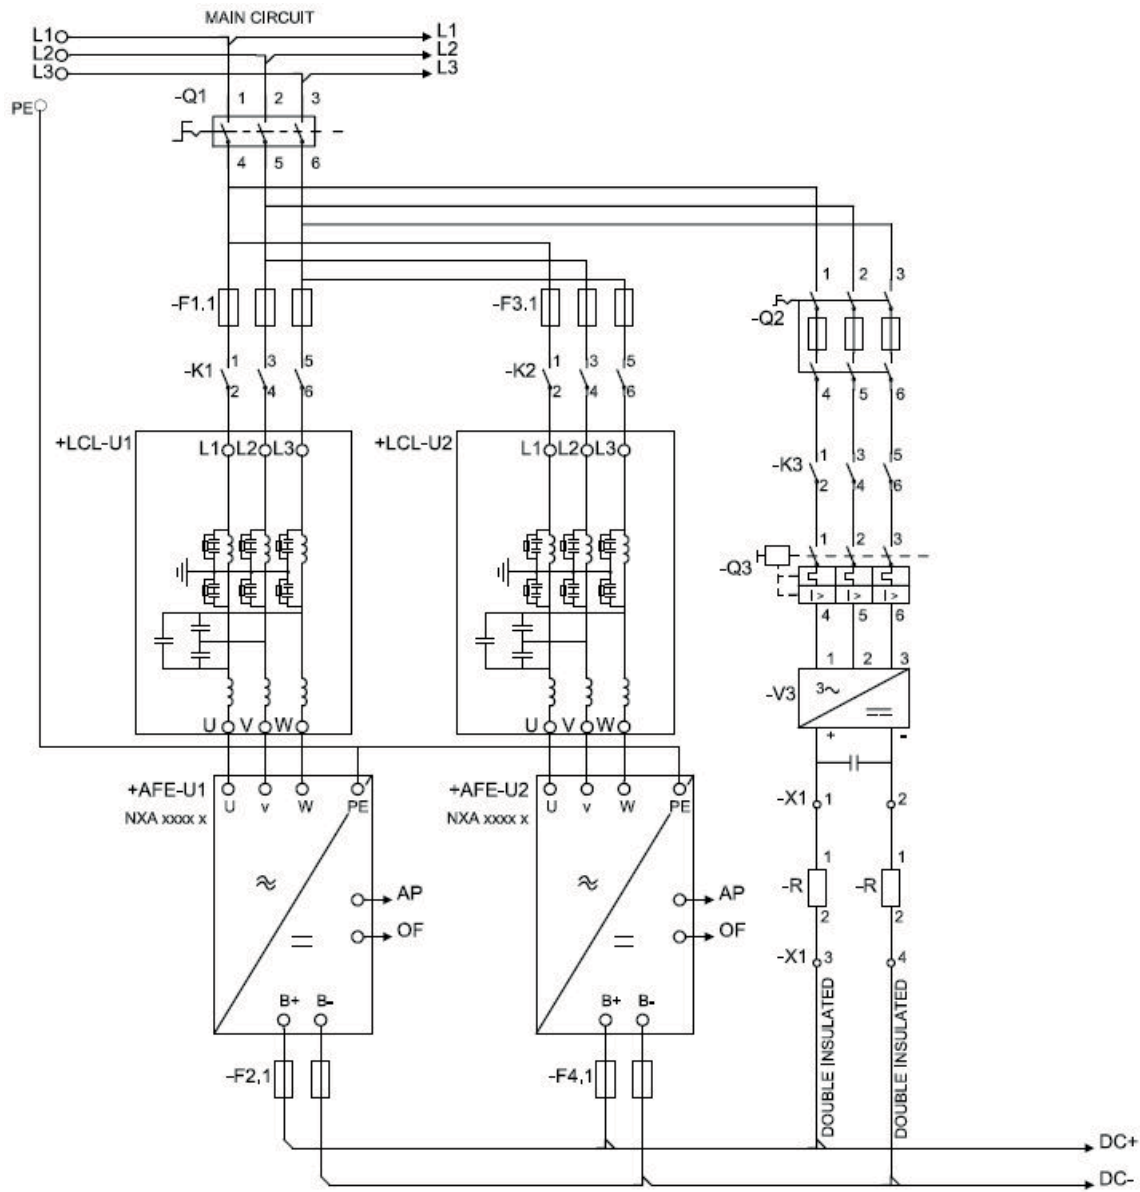 MAIN CIRCUIT
L1 L1
L2 L2
L3 L3
PE
-Q1 1 2 3
4 5 6
1 2 3
-F1.1 -F3.1 -Q2
4 5 6
-K1 1 3 5
2 4 6
-K2 1 3 5
2 4 6
+LCL-U1 L1 L2 L3
+LCL-U2 L1 L2 L3
-K3 1 3 5
2 4 6
-Q3 1 2 3
I> I> I>
4 5 6
1 2 3
-V3 3~
+ -
U V W
U V W
+AFE-U1
NXA xxxx x
U v W PE
+AFE-U2
NXA xxxx x
U v W PE
-X1 1 2
AP AP
OF OF
-R 1 -R 1
2 2
-X1 3 4
B+ B-
B+ B-
-F2,1 -F4,1
DOUBLE INSULATED
DOUBLE INSULATED
DC+
DC-